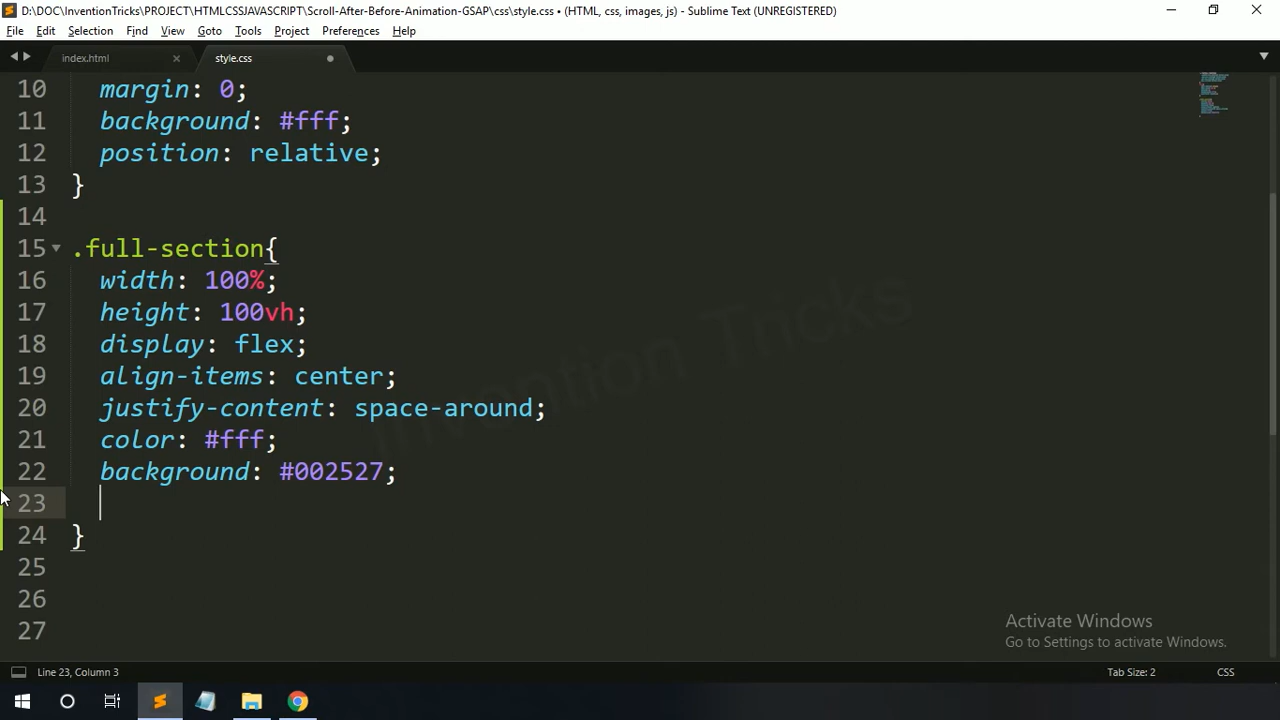 D:\DOC\InventionTricks\PROJECT\HTMLCSSJAVASCRIPT\Scroll-After-Before-Animation-GSAP\css\style.css • (HTML, css, images, js) - Sublime Text (UNREGISTERED)
File Edit Selection Find View Goto Tools Project Preferences Help
index.html style.css
10 margin: 0;
11 background: #fff;
12 position: relative;
13 }
14
15 .full-section{
16 width: 100%;
17 height: 100vh;
18 display: flex;
19 align-items: center;
20 justify-content: space-around;
21 color: #fff;
22 background: #002527;
23
24 }
25
26
27
Invention Tricks
Activate Windows
Go to Settings to activate Windows.
Line 23, Column 3 Tab Size: 2 CSS